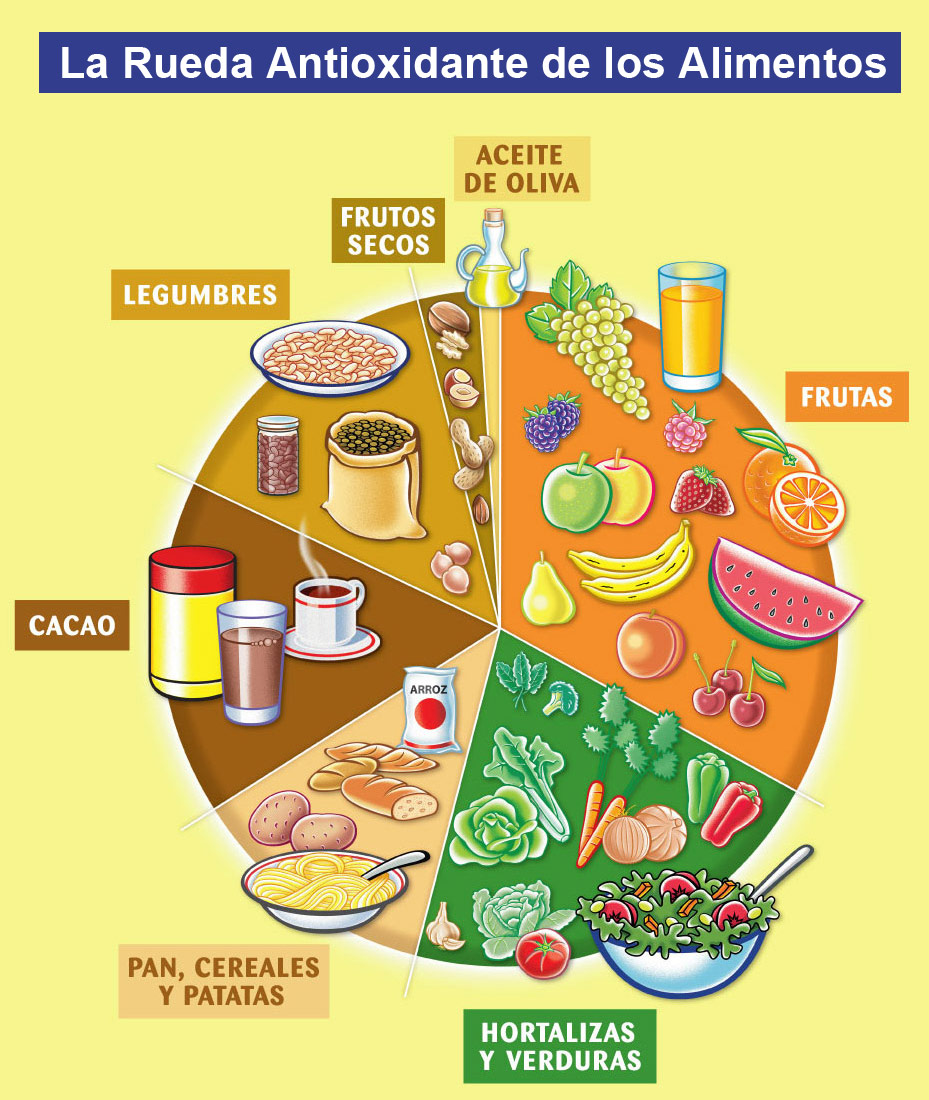 La Rueda Antioxidante de los Alimentos
ACEITE
DE OLIVA
FRUTOS
SECOS
LEGUMBRES
FRUTAS
CACAO
ARROZ
PAN, CEREALES
Y PATATAS
HORTALIZAS
Y VERDURAS